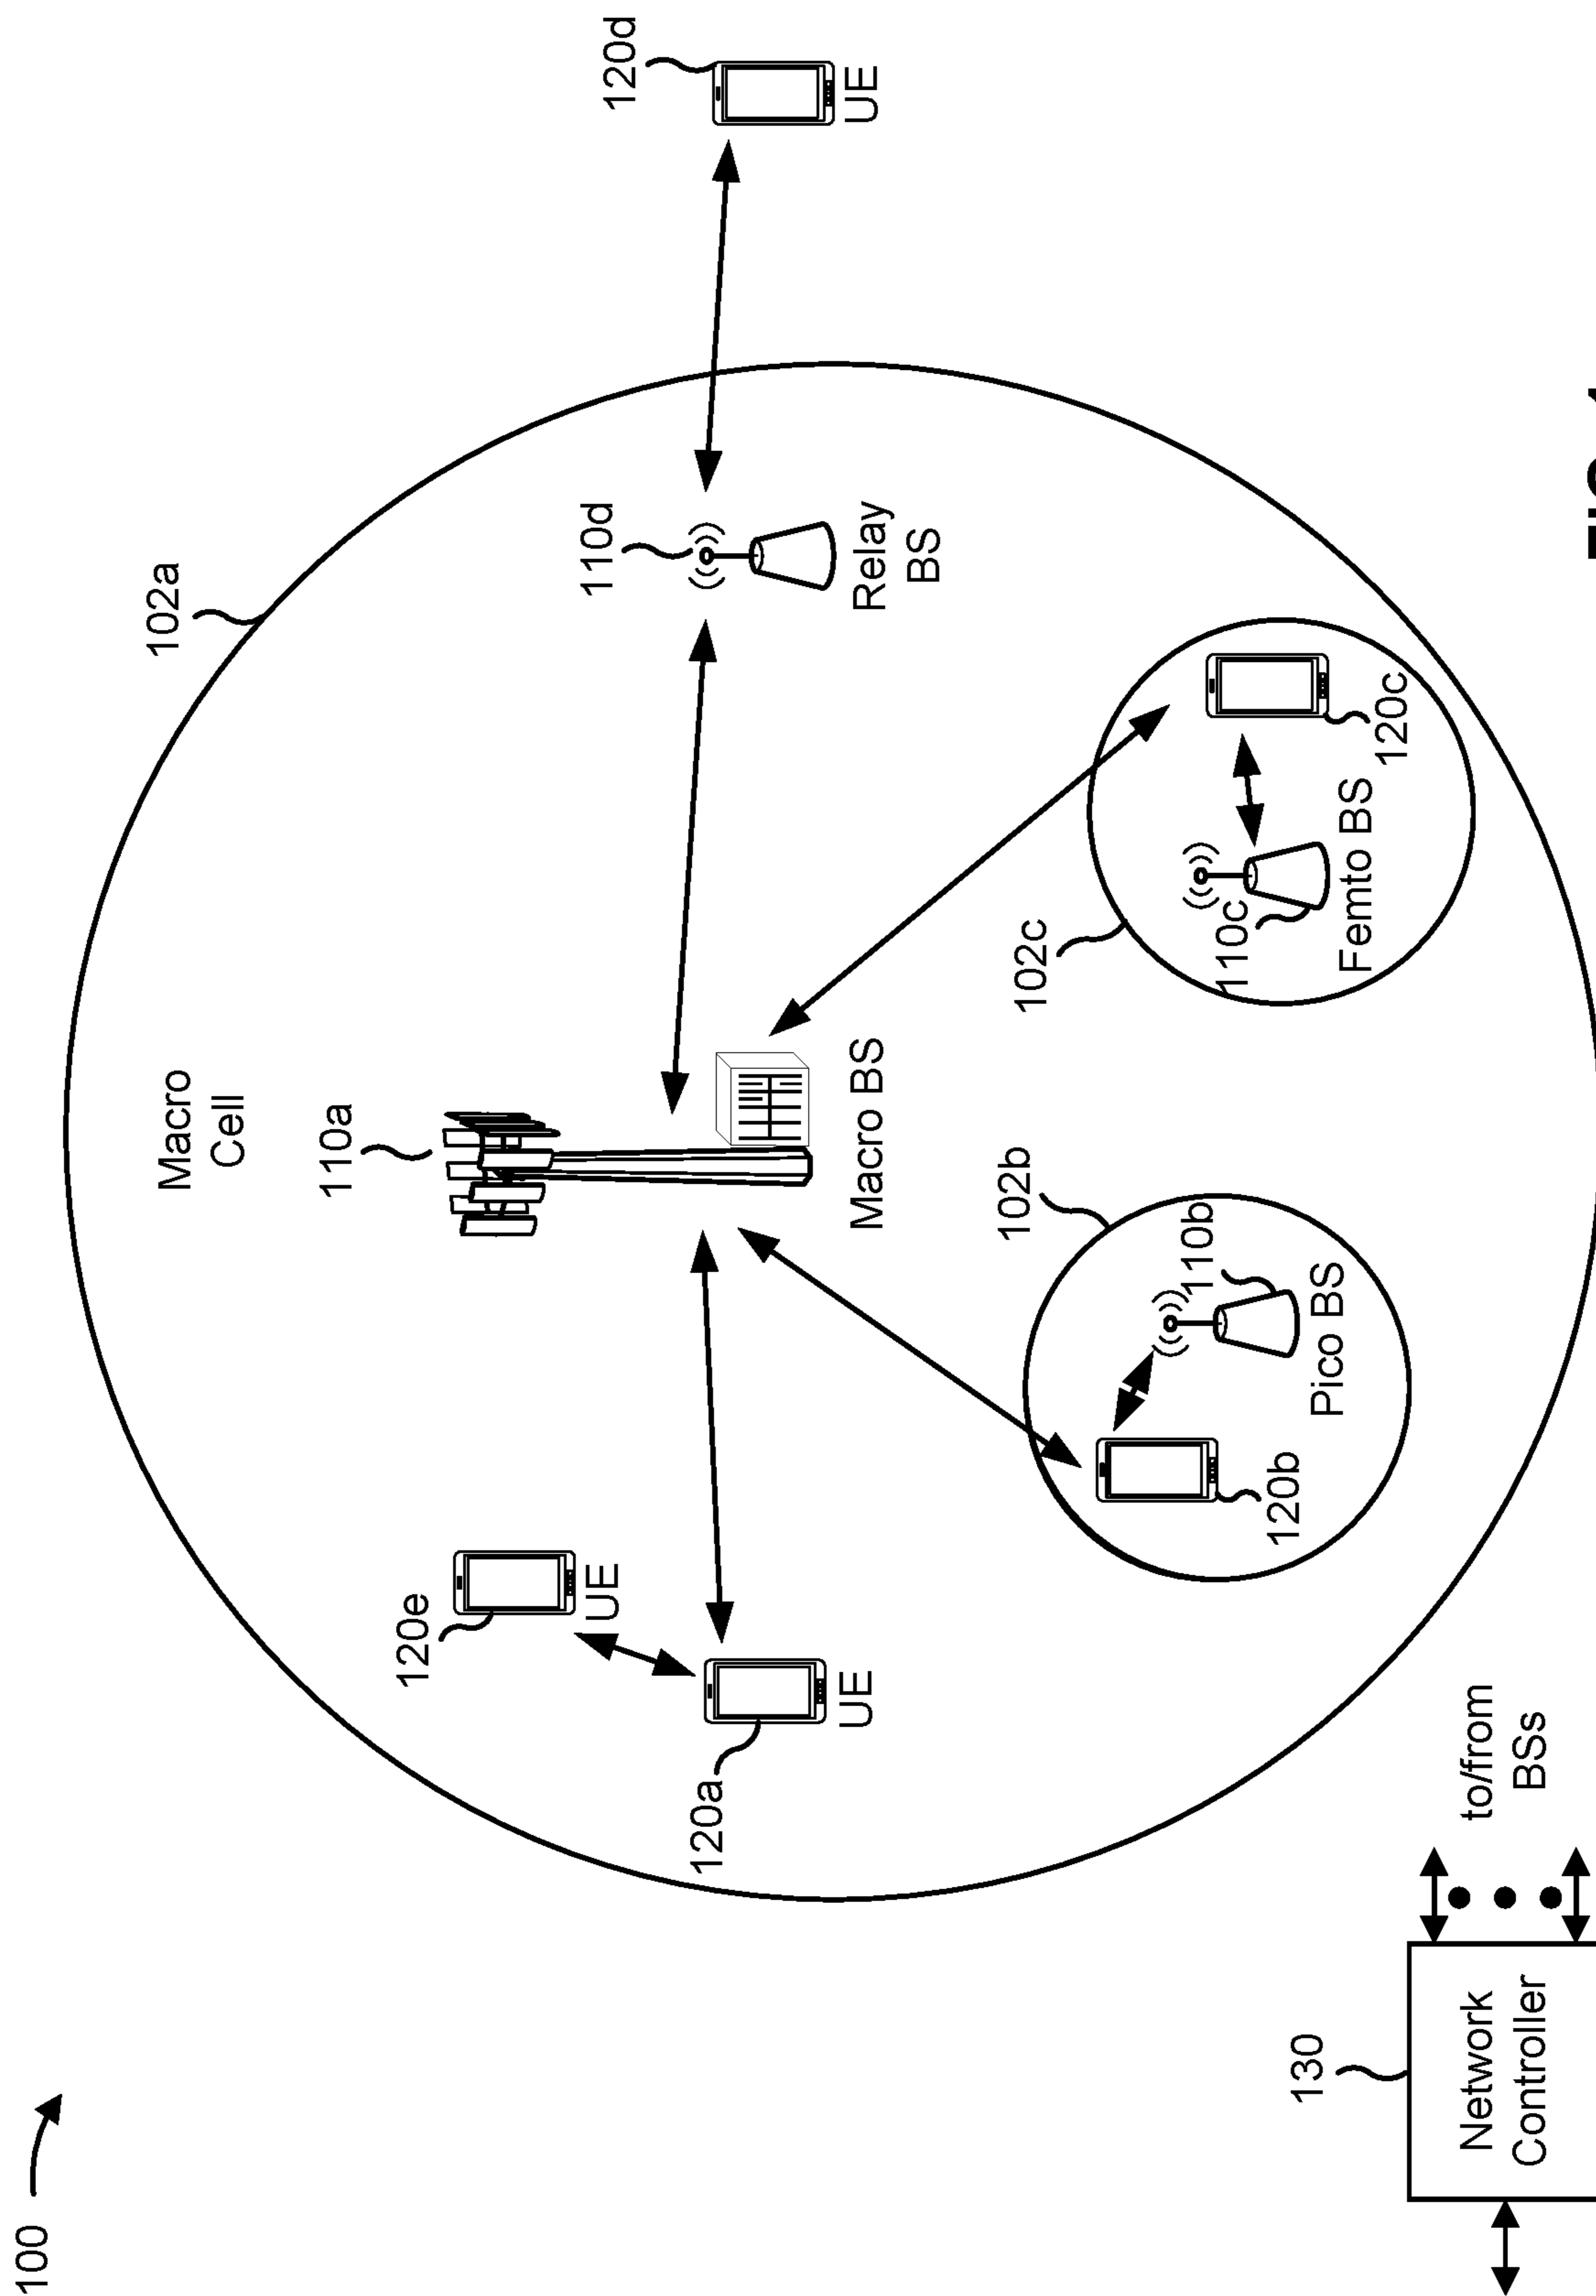 100
102a
Macro
Cell
110a
120d
UE
110d
Relay
BS
120e
UE
120a
UE
Macro BS
102b
110b
Pico BS
120b
102c
110c
Femto BS
120c
130
Network
Controller
to/from
BSs